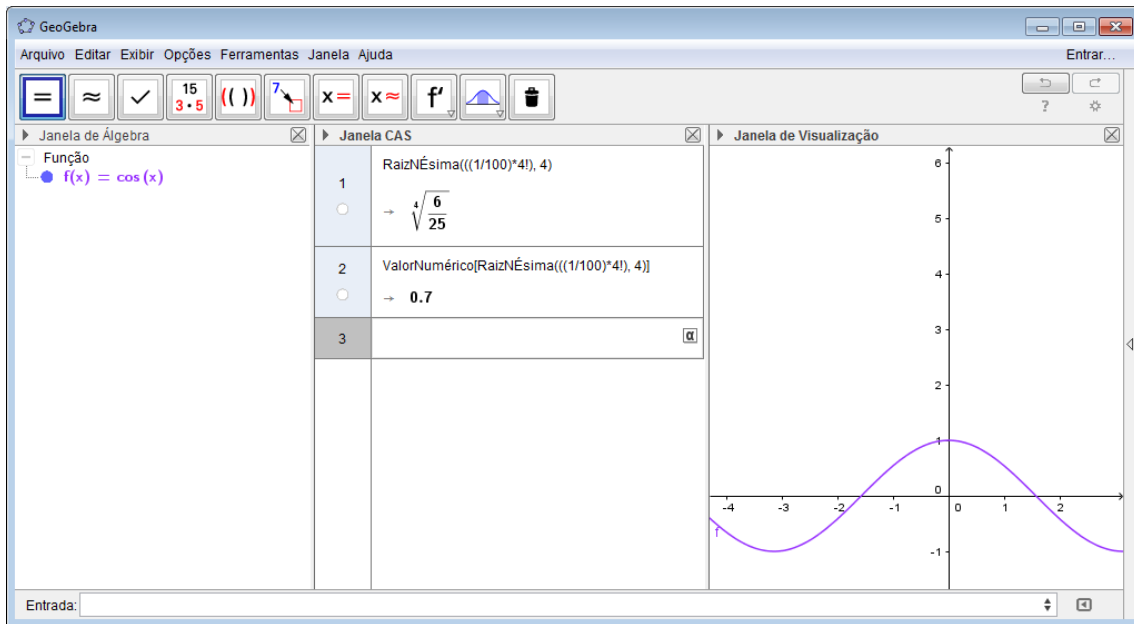 GeoGebra
Arquivo Editar Exibir Opções Ferramentas Janela Ajuda
Entrar...
= ≈ ✓ 15 3·5 (( )) 7 x= x≈ f′
?
Janela de Álgebra
Função
f(x) = cos (x)
Janela CAS
1
RaizNÉsima(((1/100)*4!), 4)
→ ⁴√(6/25)
2
ValorNumérico[RaizNÉsima(((1/100)*4!), 4)]
→ 0.7
3
α
Janela de Visualização
6
5
4
3
2
1
0
-4 -3 -2 -1 0 1 2
f
-1
Entrada: